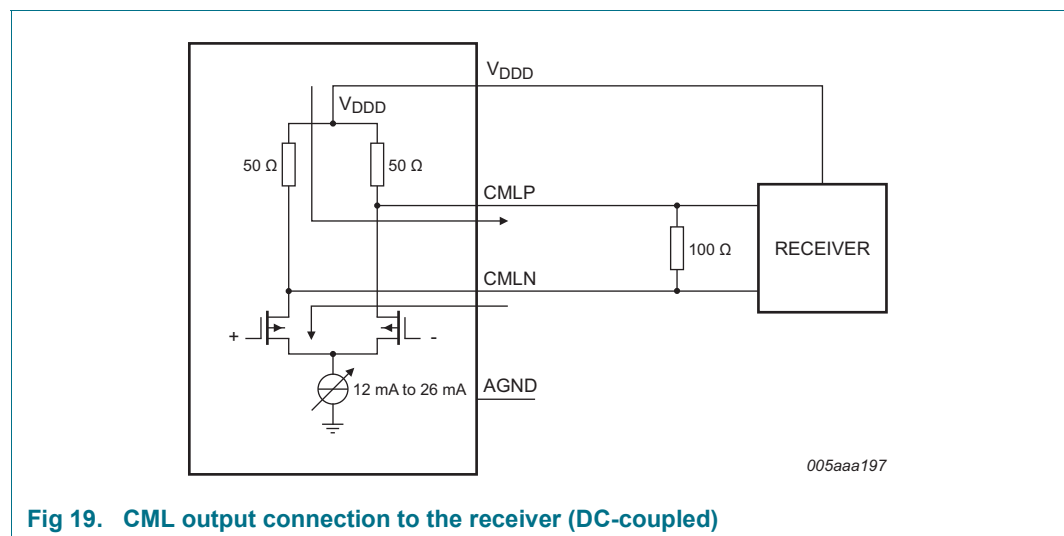 VDDD
VDDD
50 Ω
50 Ω
CMLP
100 Ω
RECEIVER
CMLN
+
-
12 mA to 26 mA
AGND
005aaa197
Fig 19. CML output connection to the receiver (DC-coupled)